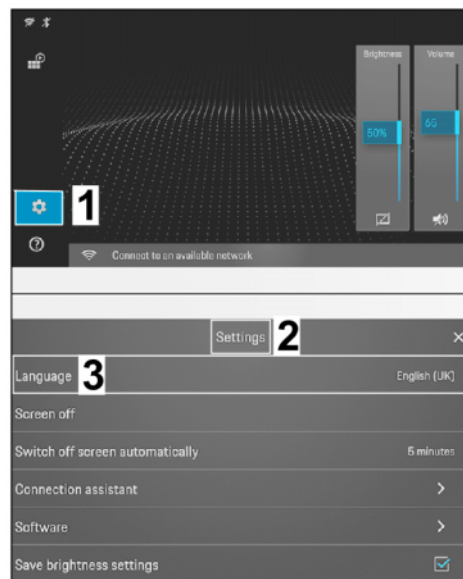 Brightness Volume
50% 65
1
Connect to an available network
Settings 2
Language 3 English (UK)
Screen off
Switch off screen automatically 5 minutes
Connection assistant
Software
Save brightness settings